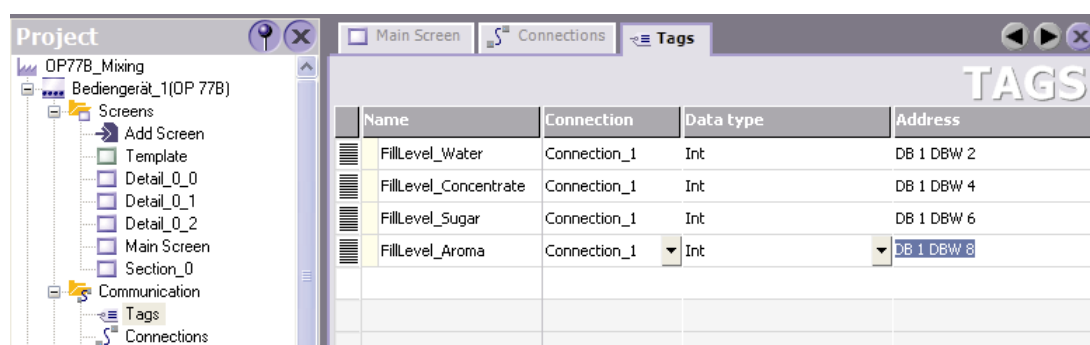 Project
OP77B_Mixing
Bediengerät_1(OP 77B)
Screens
Add Screen
Template
Detail_0_0
Detail_0_1
Detail_0_2
Main Screen
Section_0
Communication
Tags
Connections
Main Screen Connections Tags
TAGS
Name Connection Data type Address
FillLevel_Water Connection_1 Int DB 1 DBW 2
FillLevel_Concentrate Connection_1 Int DB 1 DBW 4
FillLevel_Sugar Connection_1 Int DB 1 DBW 6
FillLevel_Aroma Connection_1 Int DB 1 DBW 8